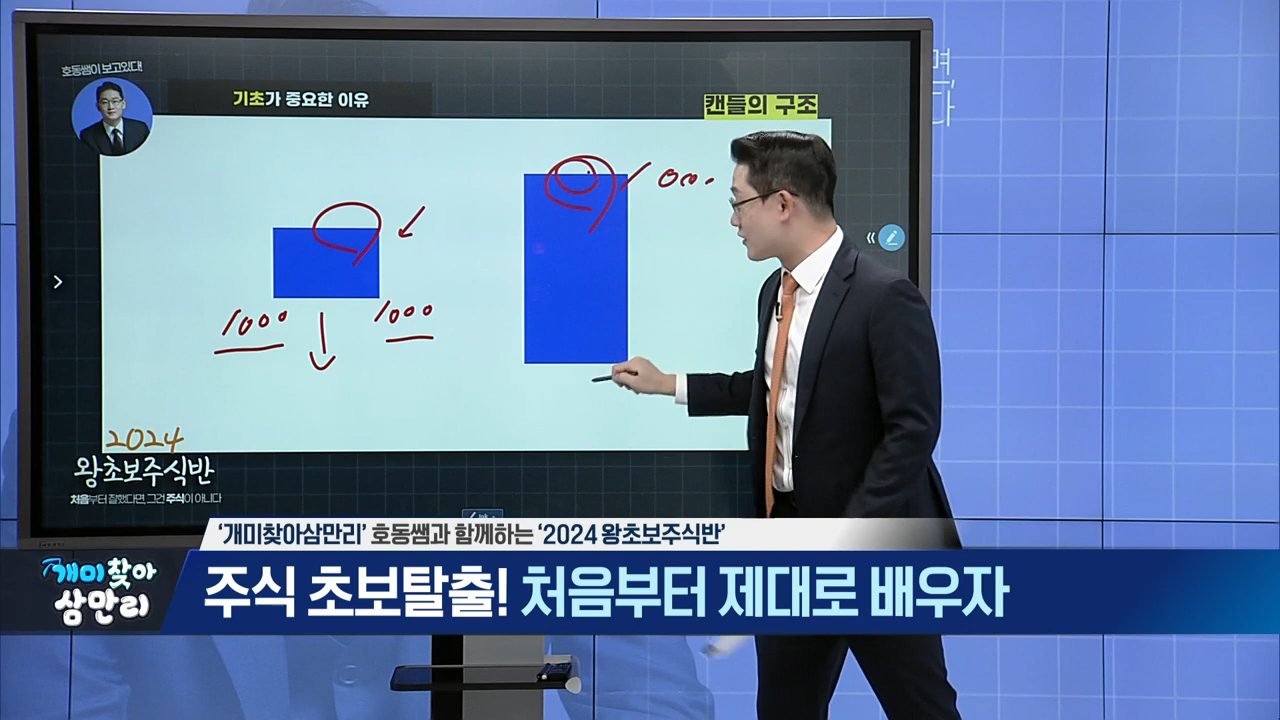 호동쌤이 보고있다!
기초가 중요한 이유
캔들의 구조
1000
1000
1000.
2024
왕초보주식반
처음부터 잘했다면, 그건 주식이 아니다
'개미찾아삼만리' 호동쌤과 함께하는 '2024 왕초보주식반'
개미찾아
삼만리
주식 초보탈출! 처음부터 제대로 배우자